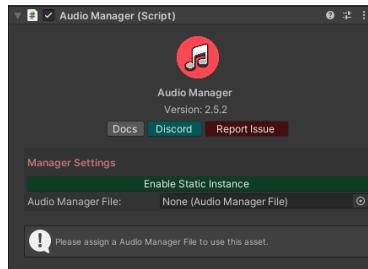 Audio Manager (Script)
Audio Manager
Version: 2.5.2
Docs Discord Report Issue
Manager Settings
Enable Static Instance
Audio Manager File: None (Audio Manager File)
Please assign a Audio Manager File to use this asset.